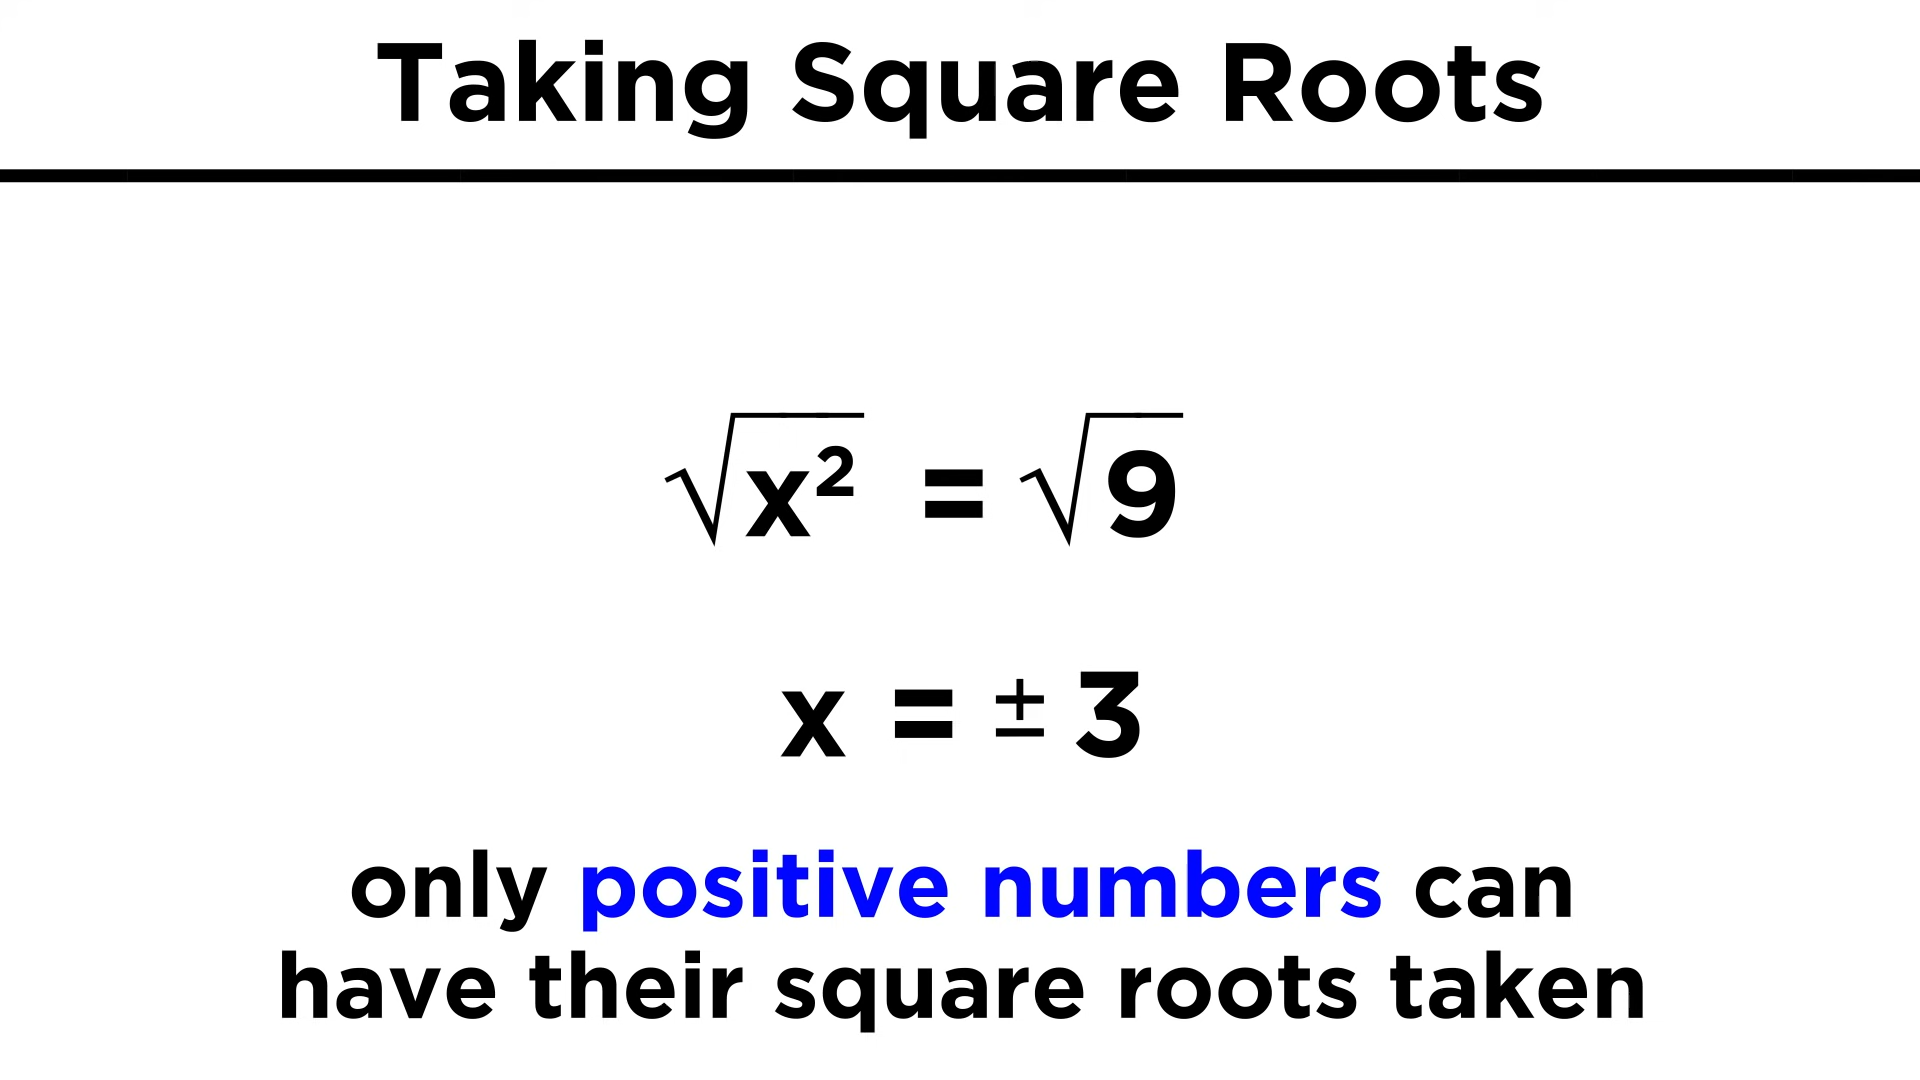 Taking Square Roots
√x² = √9
x = ± 3
only positive numbers can
have their square roots taken